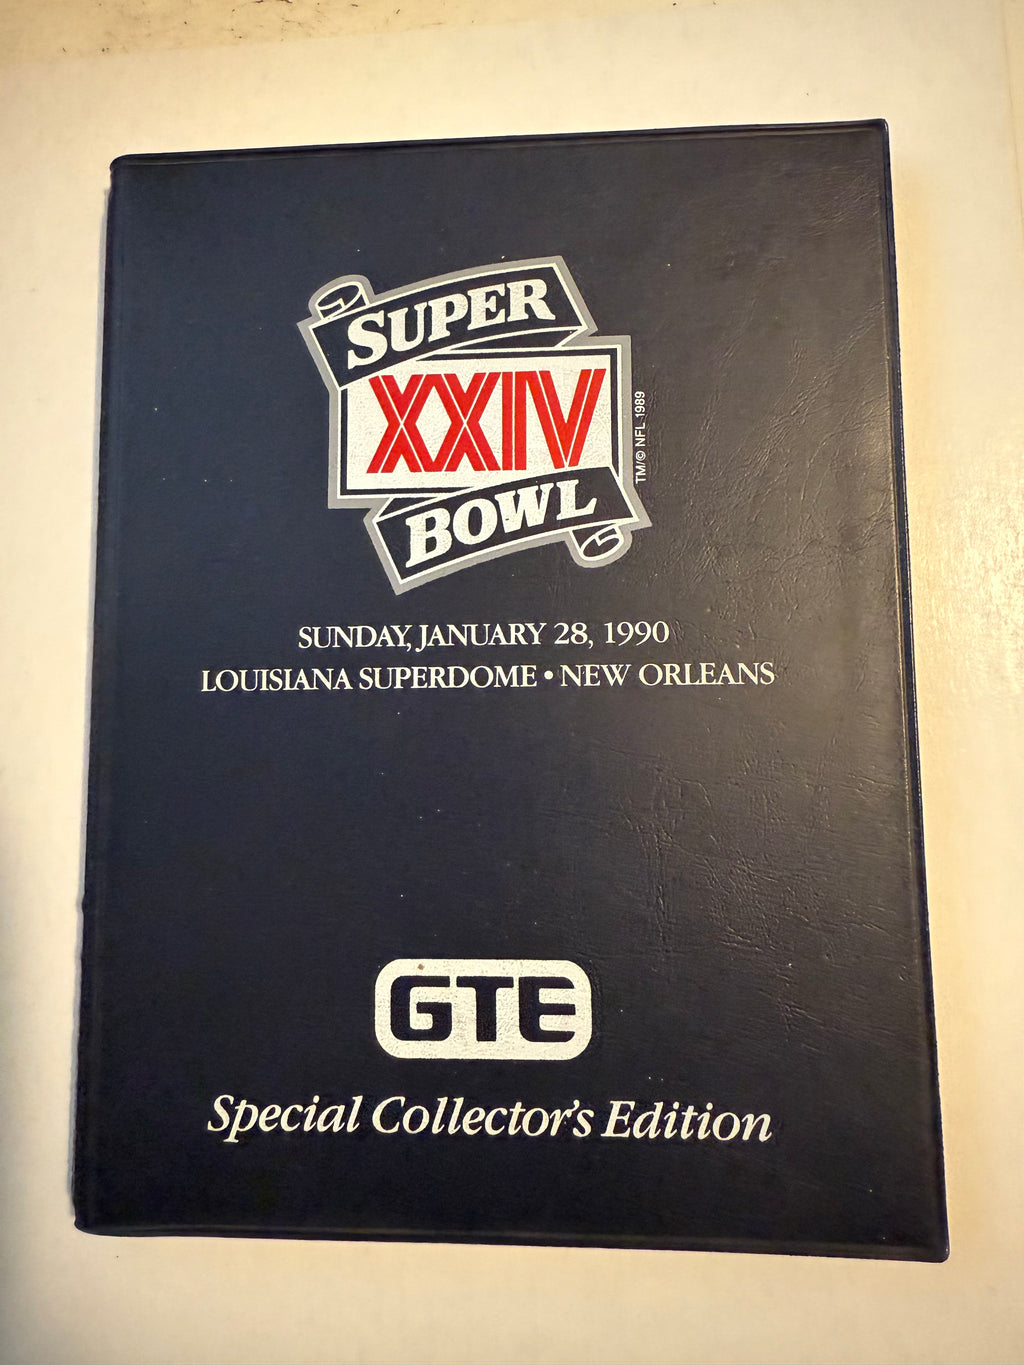 SUPER
XXIV
BOWL
TM/© NFL 1989
SUNDAY, JANUARY 28, 1990
LOUISIANA SUPERDOME • NEW ORLEANS
GTE
Special Collector's Edition